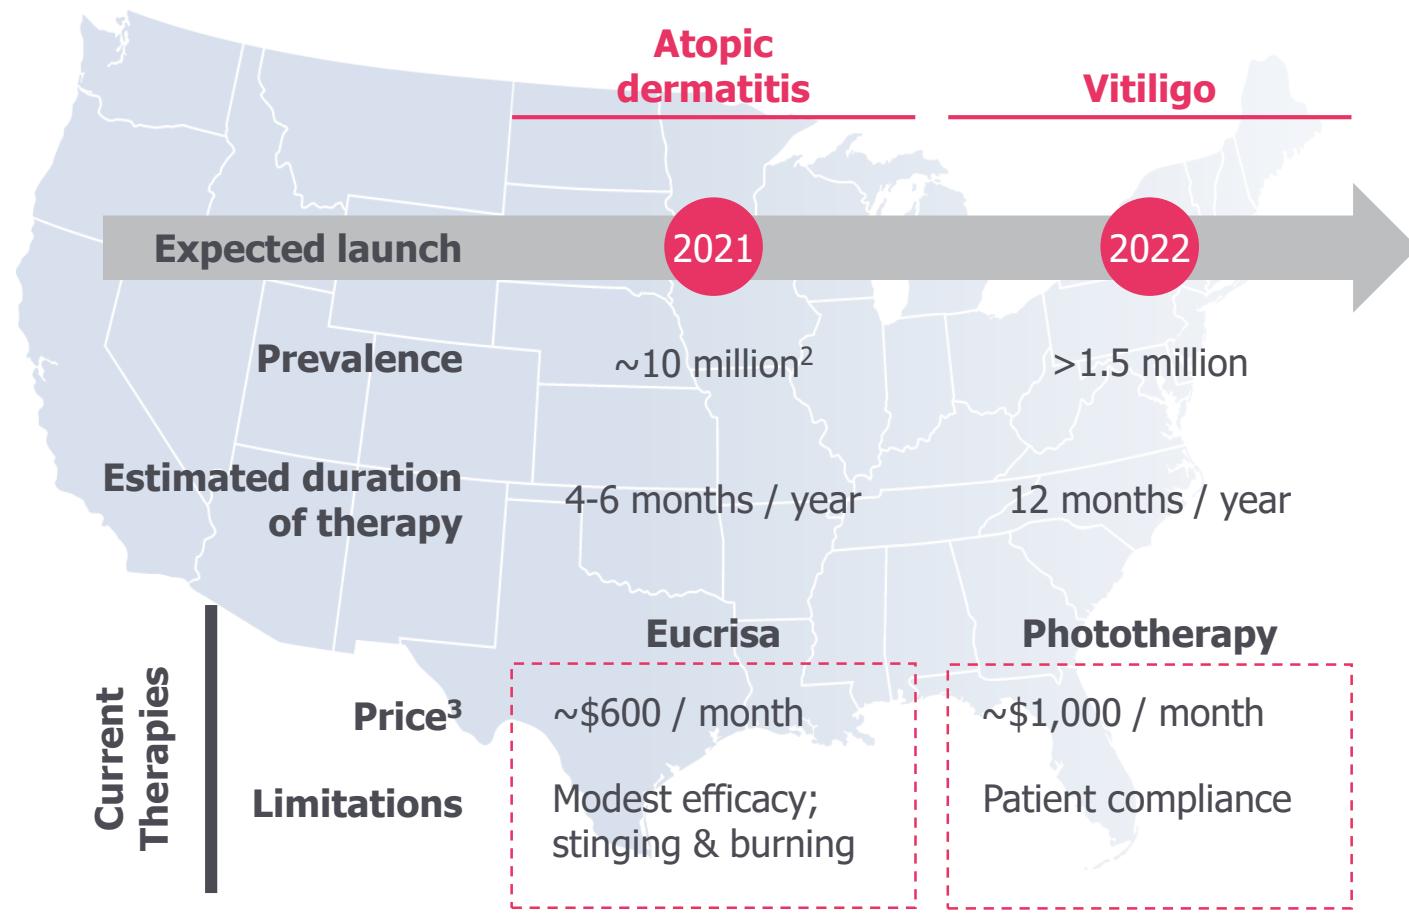 Atopic
dermatitis
Vitiligo
Expected launch
2021
2022
Prevalence
~10 million2
>1.5 million
Estimated duration
of therapy
4-6 months / year
12 months / year
Current
Therapies
Eucrisa
Phototherapy
Price3
~$600 / month
~$1,000 / month
Limitations
Modest efficacy;
stinging & burning
Patient compliance